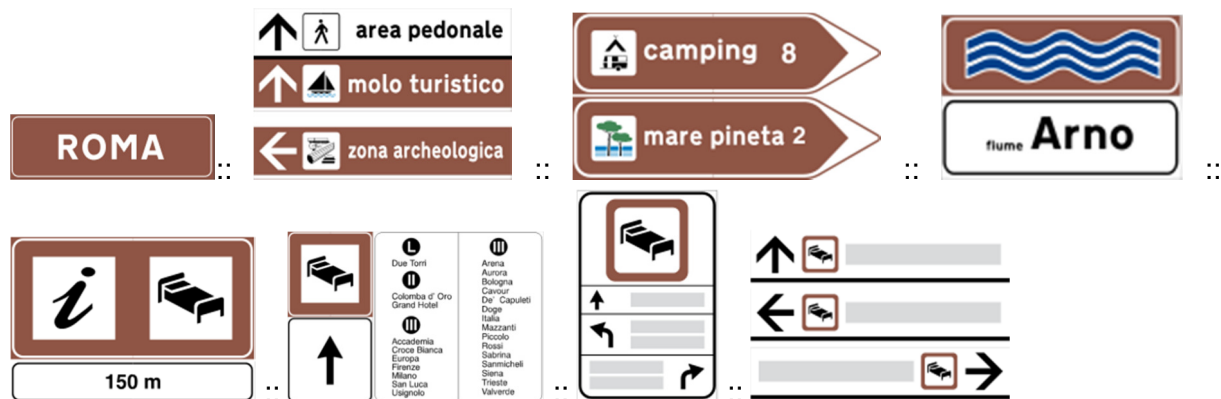 ROMA
area pedonale
molo turistico
zona archeologica
camping 8
mare pineta 2
fiume Arno
::
::
::
::
i
150 m
::
L
Due Torri
II
Colomba d' Oro
Grand Hotel
III
Accademia
Croce Bianca
Europa
Firenze
Milano
San Luca
Usignolo
III
Arena
Aurora
Bologna
Cavour
De' Capuleti
Doge
Italia
Mazzanti
Piccolo
Rossi
Sabrina
Sanmicheli
Siena
Trieste
Valverde
::
::